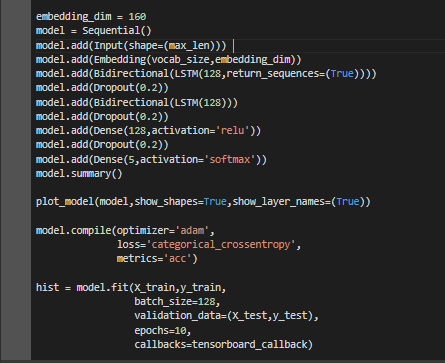 embedding_dim = 160
model = Sequential()
model.add(Input(shape=(max_len)))
model.add(Embedding(vocab_size,embedding_dim))
model.add(Bidirectional(LSTM(128,return_sequences=(True))))
model.add(Dropout(0.2))
model.add(Bidirectional(LSTM(128)))
model.add(Dropout(0.2))
model.add(Dense(128,activation='relu'))
model.add(Dropout(0.2))
model.add(Dense(5,activation='softmax'))
model.summary()
plot_model(model,show_shapes=True,show_layer_names=(True))
model.compile(optimizer='adam',
loss='categorical_crossentropy',
metrics='acc')
hist = model.fit(X_train,y_train,
batch_size=128,
validation_data=(X_test,y_test),
epochs=10,
callbacks=tensorboard_callback)